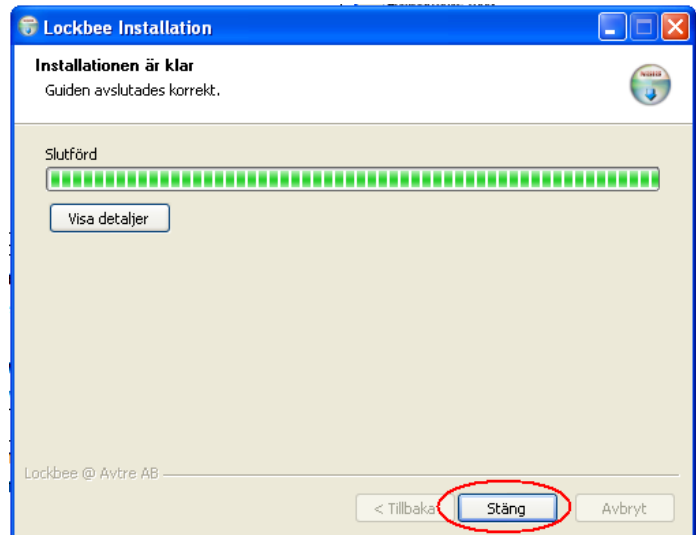 Lockbee Installation
Installationen är klar
Guiden avslutades korrekt.
Slutförd
Visa detaljer
Lockbee @ Avtre AB
< Tillbaka
Stäng
Avbryt